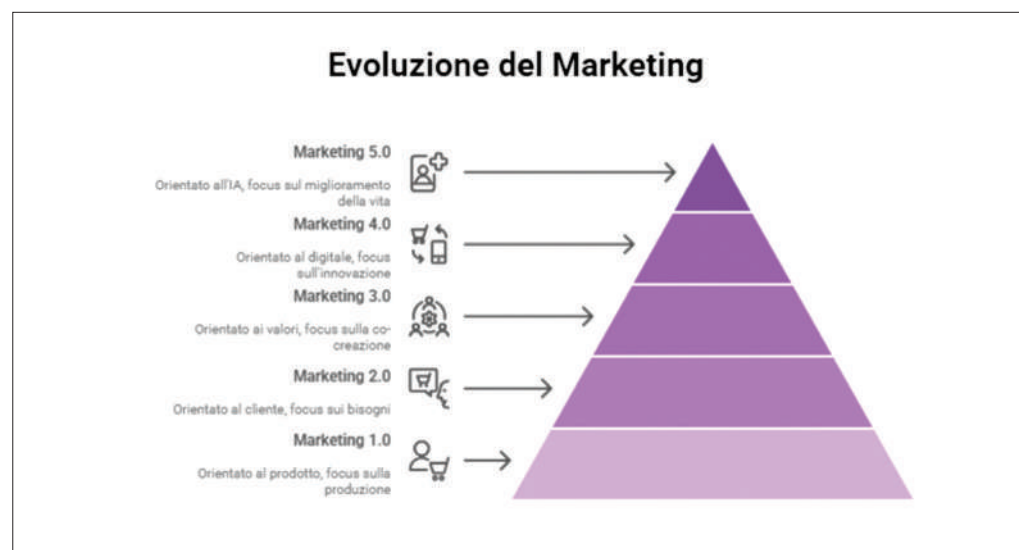 Evoluzione del Marketing
Marketing 5.0
Orientato all'IA, focus sul miglioramento
della vita
Marketing 4.0
Orientato al digitale, focus
sull'innovazione
Marketing 3.0
Orientato ai valori, focus sulla co-
creazione
Marketing 2.0
Orientato al cliente, focus sui bisogni
Marketing 1.0
Orientato al prodotto, focus sulla
produzione